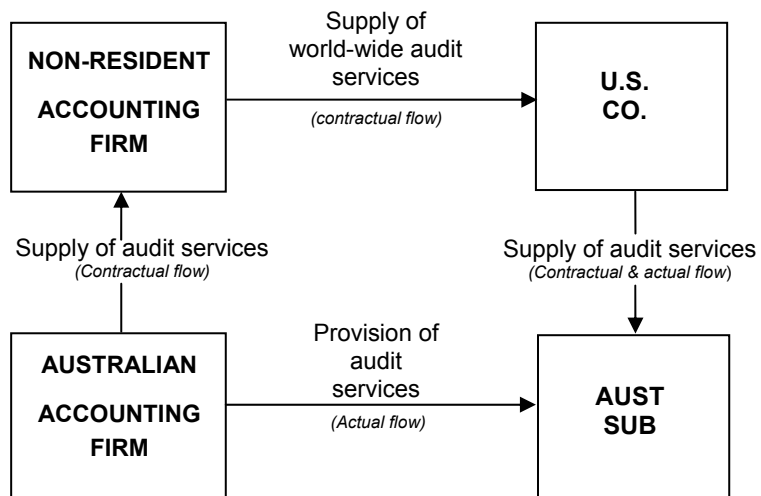 NON-RESIDENT
ACCOUNTING
FIRM
Supply of
world-wide audit
services
(contractual flow)
U.S.
CO.
Supply of audit services
(Contractual flow)
Supply of audit services
(Contractual & actual flow)
AUSTRALIAN
ACCOUNTING
FIRM
Provision of
audit
services
(Actual flow)
AUST
SUB